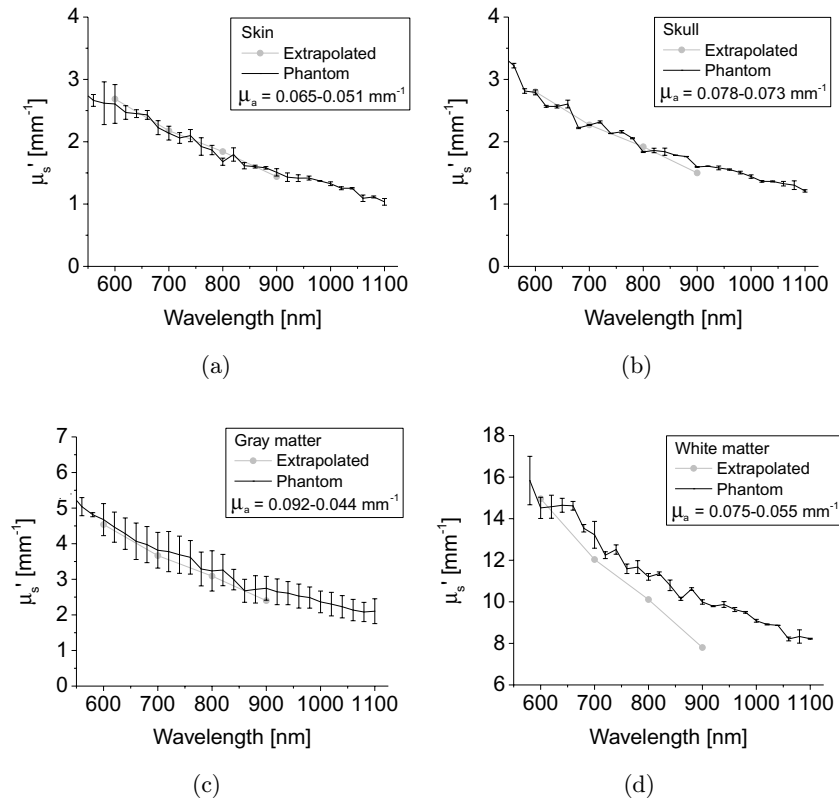 Skin
Extrapolated
Phantom
μa = 0.065-0.051 mm-1
4
3
2
1
0
μs' [mm-1]
600 700 800 900 1000 1100
Wavelength [nm]
(a)
Skull
Extrapolated
Phantom
μa = 0.078-0.073 mm-1
4
3
2
1
0
μs' [mm-1]
600 700 800 900 1000 1100
Wavelength [nm]
(b)
Gray matter
Extrapolated
Phantom
μa = 0.092-0.044 mm-1
7
6
5
4
3
2
1
0
μs' [mm-1]
600 700 800 900 1000 1100
Wavelength [nm]
(c)
White matter
Extrapolated
Phantom
μa = 0.075-0.055 mm-1
18
16
14
12
10
8
6
μs' [mm-1]
600 700 800 900 1000 1100
Wavelength [nm]
(d)